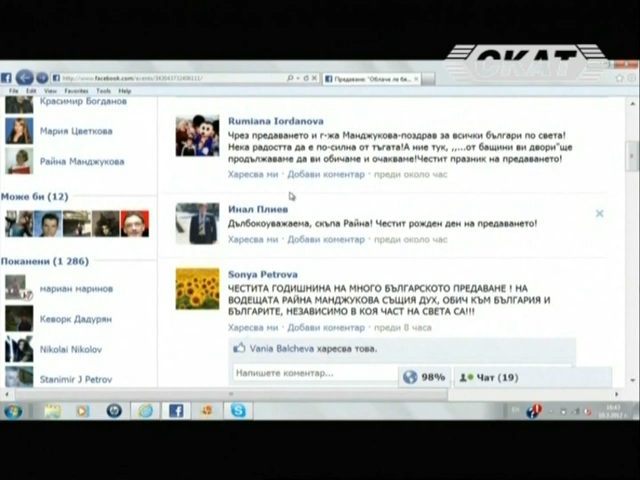 СКАТ
http://www.facebook.com/events/
Предаване: "Облаче ле бя...
File Edit View Favorites Tools Help
Красимир Богданов
Мария Цветкова
Райна Манджукова
Може би (12)
Поканени (1 286)
мариан маринов
Кеворк Дадурян
Nikolai Nikolov
Stanimir J Petrov
Rumiana Iordanova
Чрез предаването и г-жа Манджукова-поздрав за всички българи по света!
Нека радостта да е по-силна от тъгата!А ние тук, ,,...от бащини ви двори"ще
продължаваме да ви обичаме и очакваме!Честит празник на предаването!
Харесва ми · Добави коментар · преди около час
Инал Плиев
Дълбокоуважаема, скъпа Райна! Честит рожден ден на предаването!
Харесва ми · Добави коментар · преди около час
Sonya Petrova
ЧЕСТИТА ГОДИШНИНА НА МНОГО БЪЛГАРСКОТО ПРЕДАВАНЕ ! НА
ВОДЕЩАТА РАЙНА МАНДЖУКОВА СЪЩИЯ ДУХ, ОБИЧ КЪМ БЪЛГАРИЯ И
БЪЛГАРИТЕ, НЕЗАВИСИМО В КОЯ ЧАСТ НА СВЕТА СА!!!
Харесва ми · Добави коментар · преди 8 часа
Vania Balcheva харесва това.
Напишете коментар...
98%
Чат (19)